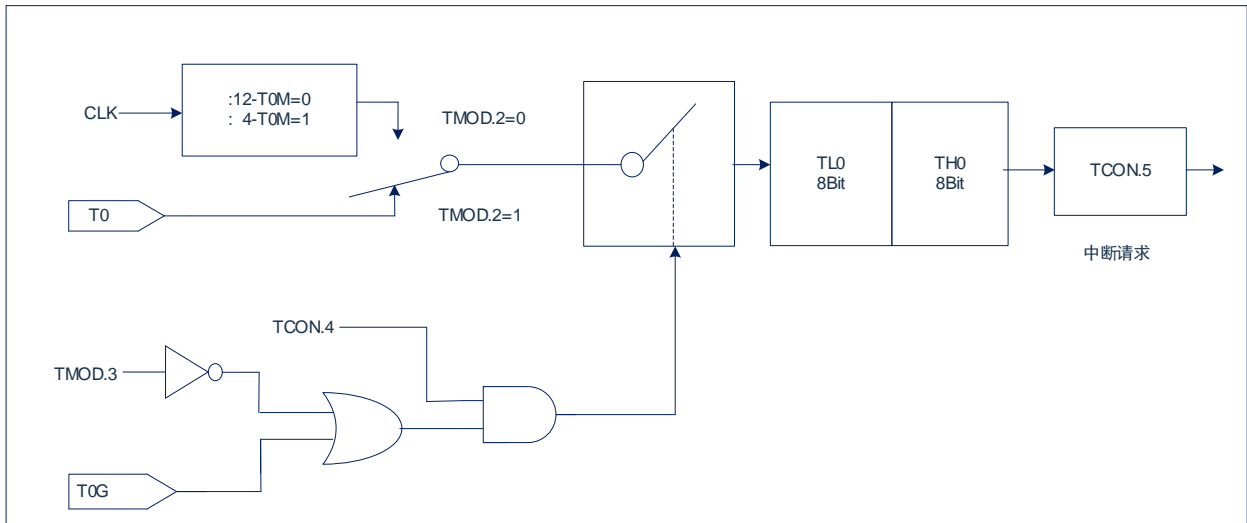 :12-T0M=0
: 4-T0M=1
CLK
TMOD.2=0
T0
TMOD.2=1
TL0
8Bit
TH0
8Bit
TCON.5
中断请求
TCON.4
TMOD.3
T0G